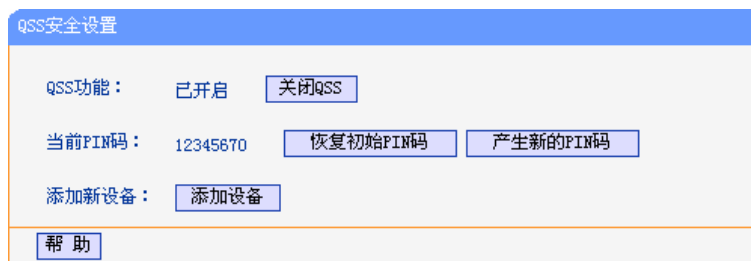 QSS安全设置
QSS功能： 已开启 关闭QSS
当前PIN码： 12345670 恢复初始PIN码 产生新的PIN码
添加新设备： 添加设备
帮 助